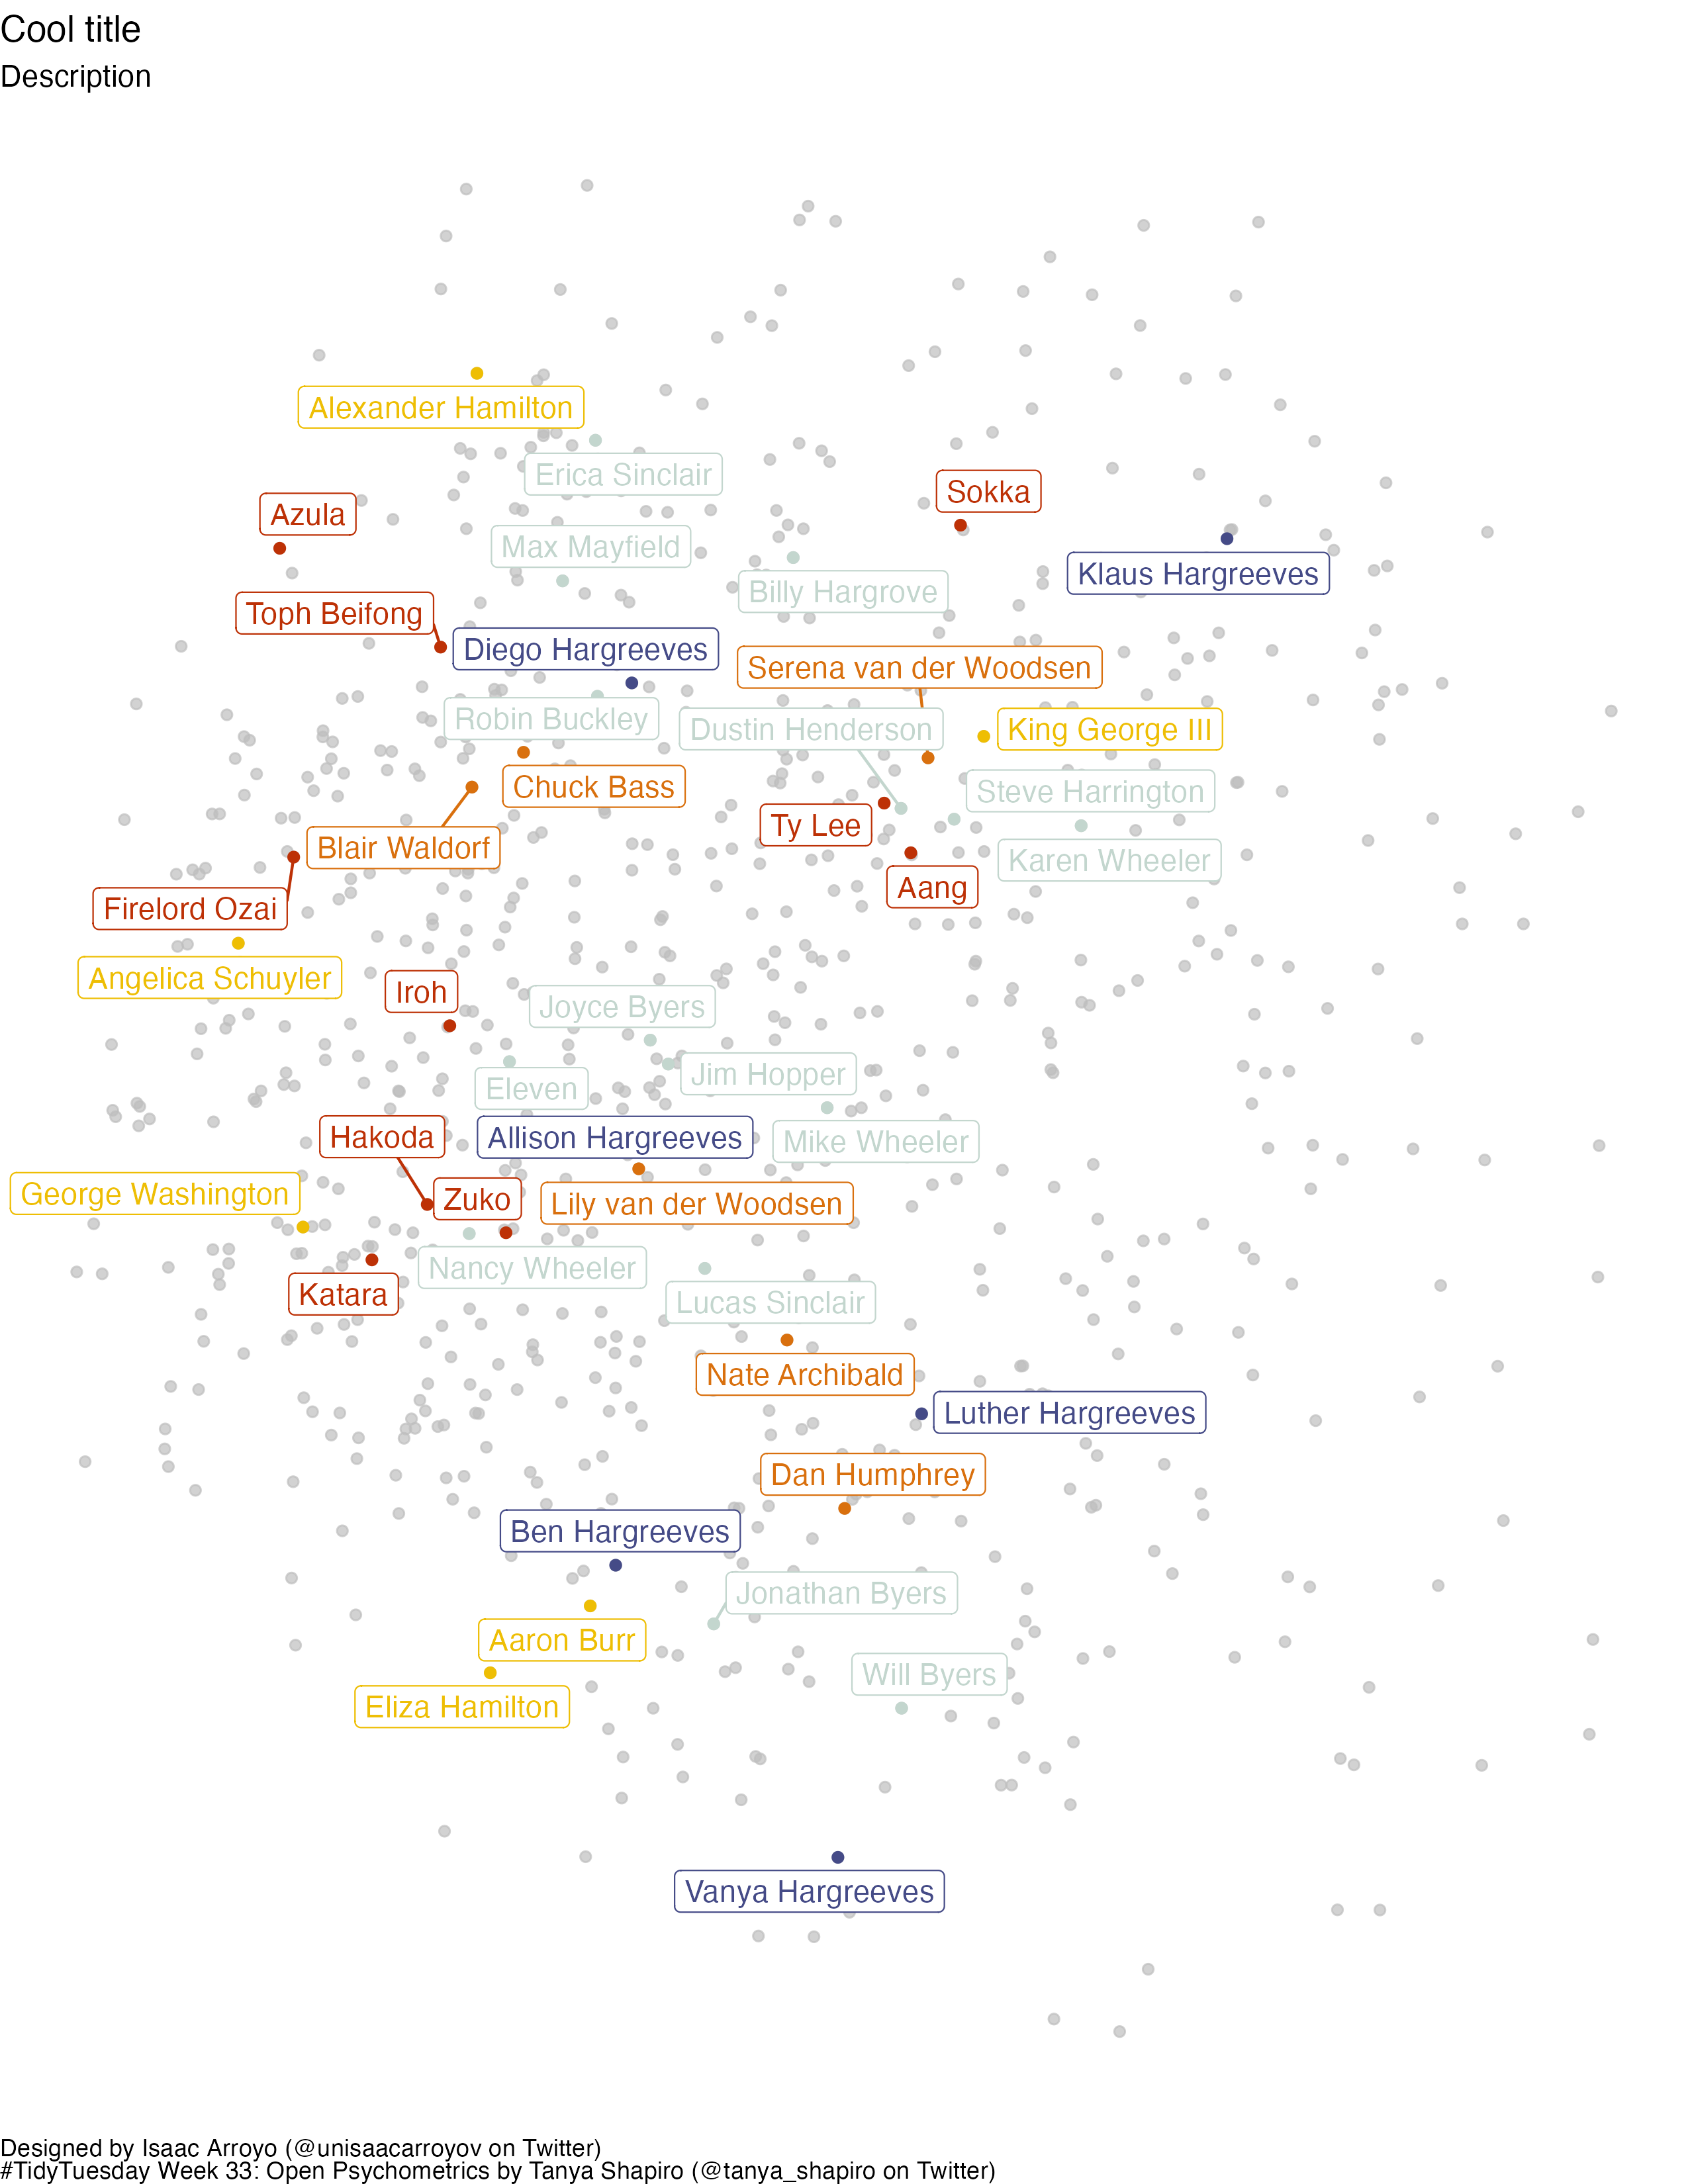 Cool title
Description
Alexander Hamilton
Erica Sinclair
Sokka
Azula
Max Mayfield
Klaus Hargreeves
Billy Hargrove
Toph Beifong
Diego Hargreeves
Serena van der Woodsen
Robin Buckley
Dustin Henderson
King George III
Chuck Bass
Steve Harrington
Ty Lee
Blair Waldorf
Karen Wheeler
Aang
Firelord Ozai
Angelica Schuyler
Iroh
Joyce Byers
Jim Hopper
Eleven
Hakoda
Allison Hargreeves
Mike Wheeler
George Washington
Zuko
Lily van der Woodsen
Nancy Wheeler
Katara
Lucas Sinclair
Nate Archibald
Luther Hargreeves
Dan Humphrey
Ben Hargreeves
Jonathan Byers
Aaron Burr
Will Byers
Eliza Hamilton
Vanya Hargreeves
Designed by Isaac Arroyo (@unisaacarroyov on Twitter)
#TidyTuesday Week 33: Open Psychometrics by Tanya Shapiro (@tanya_shapiro on Twitter)